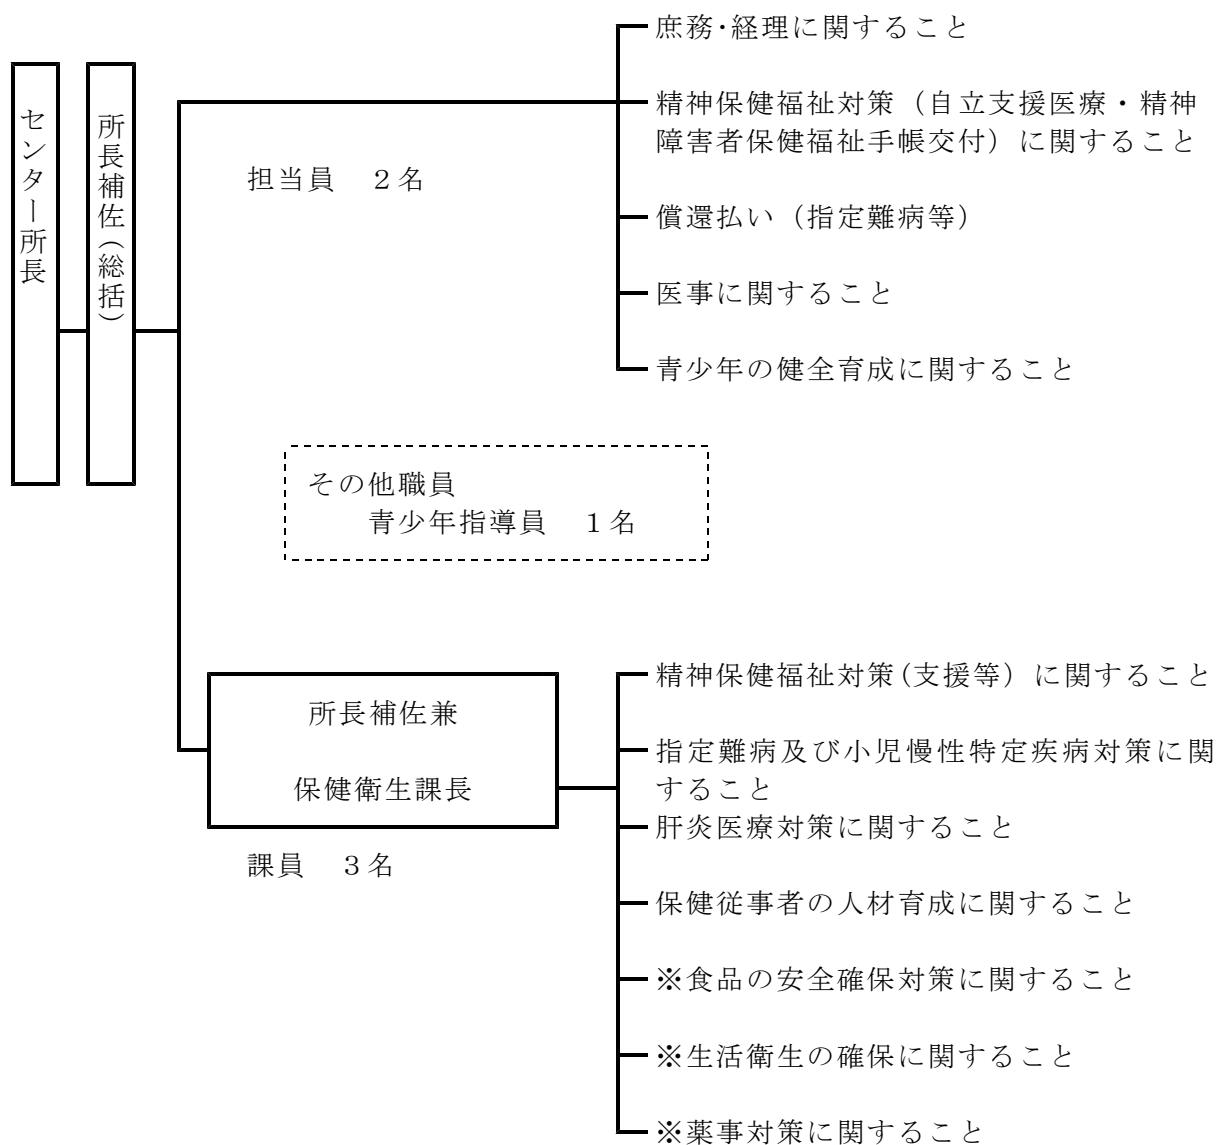 センター所長
所長補佐（総括）
担当員　２名
庶務・経理に関すること
精神保健福祉対策（自立支援医療・精神
障害者保健福祉手帳交付）に関すること
償還払い（指定難病等）
医事に関すること
青少年の健全育成に関すること
その他職員
青少年指導員　１名
所長補佐兼
保健衛生課長
課員　３名
精神保健福祉対策(支援等）に関すること
指定難病及び小児慢性特定疾病対策に関
すること
肝炎医療対策に関すること
保健従事者の人材育成に関すること
※食品の安全確保対策に関すること
※生活衛生の確保に関すること
※薬事対策に関すること